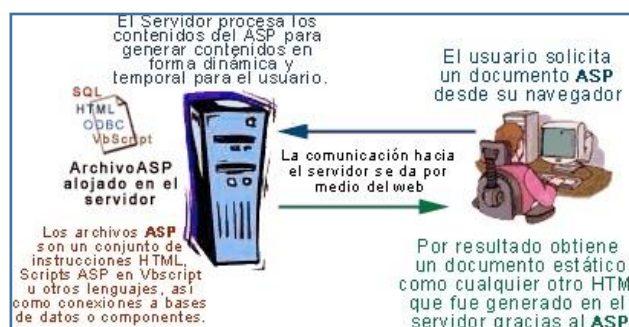 El Servidor procesa los
contenidos del ASP para
generar contenidos en
forma dinámica y
temporal para el usuario.
SQL
HTML
ODBC
VbScript
ArchivoASP
alojado en el
servidor
Los archivos ASP
son un conjunto de
instrucciones HTML,
Scripts ASP en Vbscript
u otros lenguajes, así
como conexiones a bases
de datos o componentes.
El usuario solicita
un documento ASP
desde su navegador
La comunicación hacia
el servidor se da por
medio del web
Por resultado obtiene
un documento estático
como cualquier otro HTM
que fue generado en el
servidor gracias al ASP